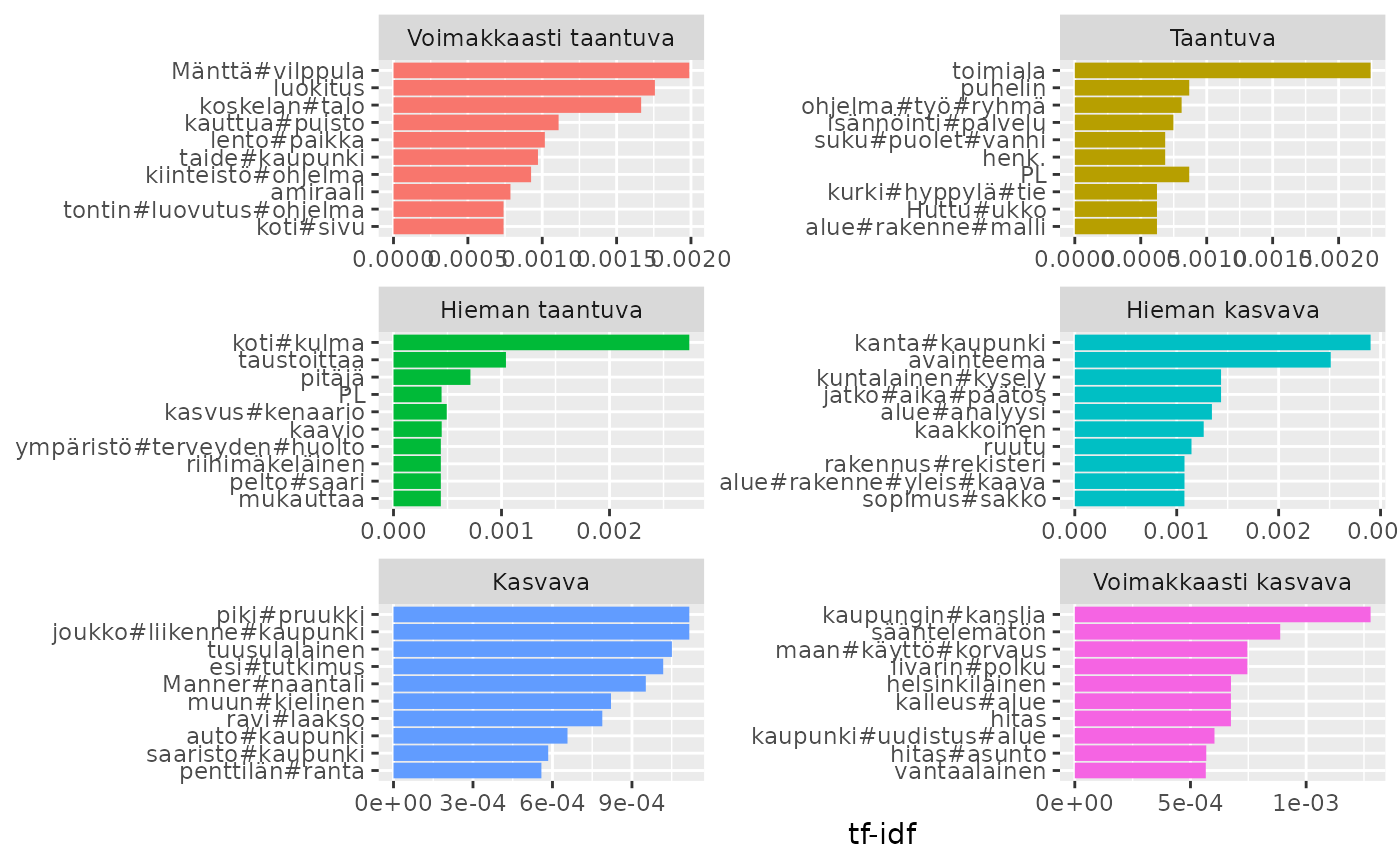 Voimakkaasti taantuva
Mänttä#vilppula
luokitus
koskelan#talo
kauttua#puisto
lento#paikka
taide#kaupunki
kiinteistö#ohjelma
amiraali
tontin#luovutus#ohjelma
koti#sivu
0.0000 0.0005 0.0010 0.0015 0.0020
Taantuva
toimiala
puhelin
ohjelma#työ#ryhmä
isännöinti#palvelu
suku#puolet#vanhi
henk.
PL
kurki#hyppylä#tie
Huttu#ukko
alue#rakenne#malli
0.0000 0.0005 0.0010 0.0015 0.0020
Hieman taantuva
koti#kulma
taustoittaa
pitäjä
PL
kasvus#kenaario
kaavio
ympäristö#terveyden#huolto
riihimäkeläinen
pelto#saari
mukauttaa
0.000 0.001 0.002
Hieman kasvava
kanta#kaupunki
avainteema
kuntalainen#kysely
jatko#aika#päätös
alue#analyysi
kaakkoinen
ruutu
rakennus#rekisteri
alue#rakenne#yleis#kaava
sopimus#sakko
0.000 0.001 0.002 0.00
Kasvava
piki#pruukki
joukko#liikenne#kaupunki
tuusulalainen
esi#tutkimus
Manner#naantali
muun#kielinen
ravi#laakso
auto#kaupunki
saaristo#kaupunki
penttilän#ranta
0e+00 3e-04 6e-04 9e-04
Voimakkaasti kasvava
kaupungin#kanslia
sääntelemätön
maan#käyttö#korvaus
Iivarin#polku
helsinkiläinen
kalleus#alue
hitas
kaupunki#uudistus#alue
hitas#asunto
vantaalainen
0e+00 5e-04 1e-03
tf-idf